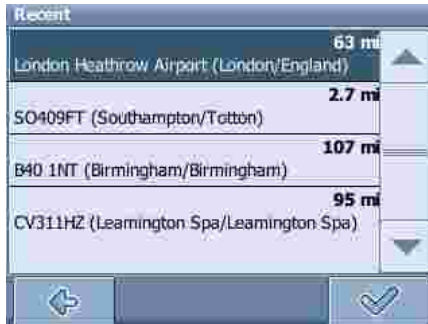 Recent
63 mi
London Heathrow Airport (London/England)
2.7 mi
SO409FT (Southampton/Totton)
107 mi
B40 1NT (Birmingham/Birmingham)
95 mi
CV311HZ (Leamington Spa/Leamington Spa)